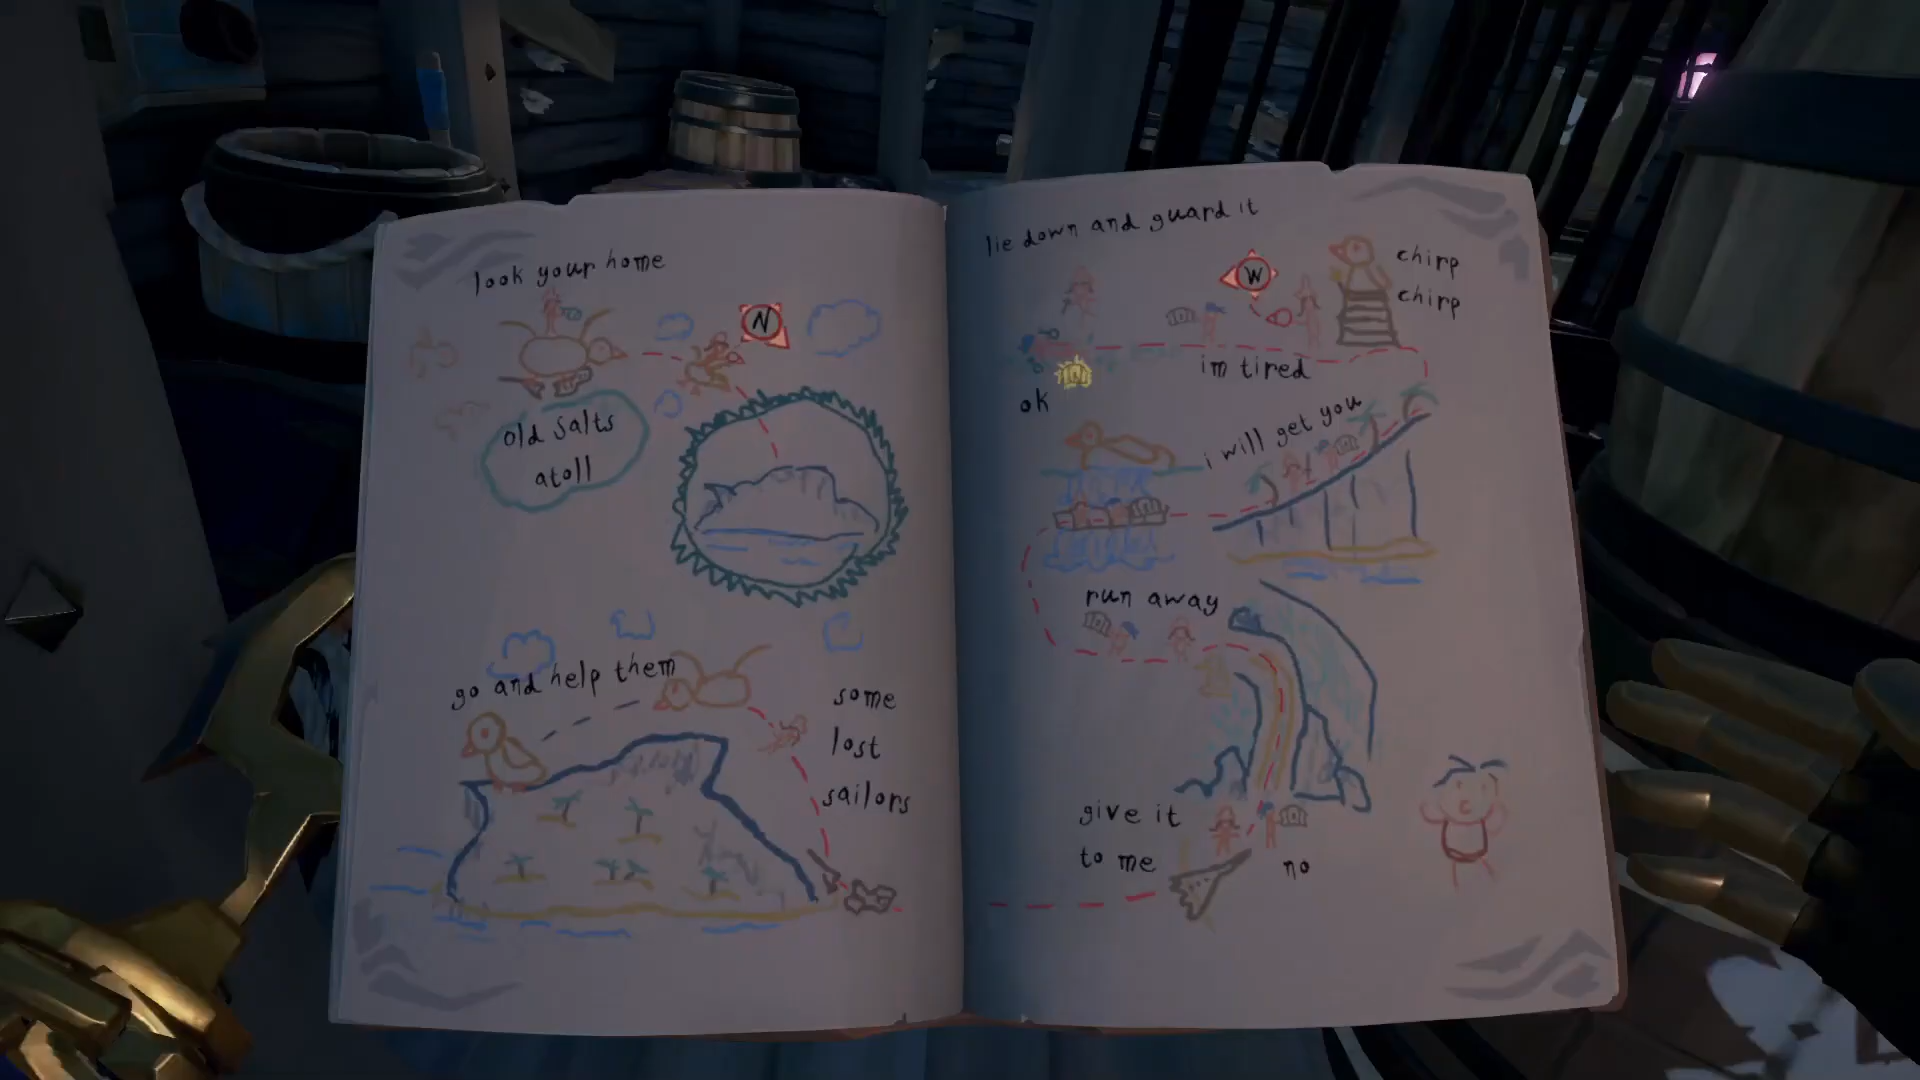 look your home
N
old salts
atoll
go and help them
some
lost
sailors
lie down and guard it
W
chirp
chirp
im tired
ok
i will get you
run away
give it
to me
no